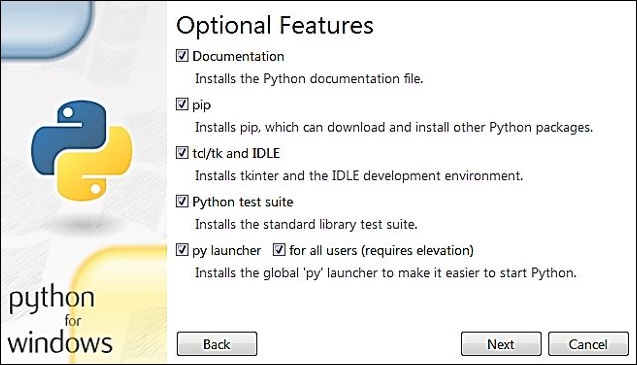 Optional Features
Documentation
Installs the Python documentation file.
pip
Installs pip, which can download and install other Python packages.
tcl/tk and IDLE
Installs tkinter and the IDLE development environment.
Python test suite
Installs the standard library test suite.
py launcher for all users (requires elevation)
Installs the global 'py' launcher to make it easier to start Python.
python
for
windows
Back Next Cancel